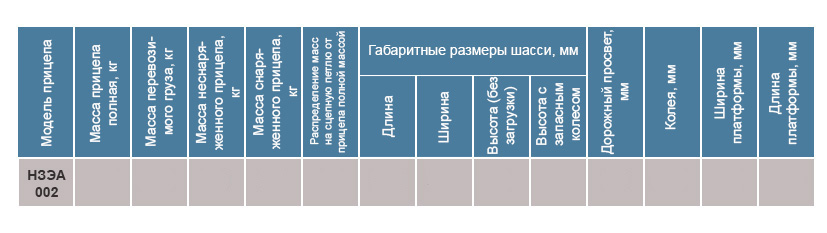 Модель прицепа
Масса прицепа
полная, кг
Масса перевози-
мого груза, кг
Масса неснаря-
женного прицепа,
кг
Масса снаря-
женного прицепа,
кг
Распределение масс
на сцепную петлю от
прицепа полной массой
Габаритные размеры шасси, мм
Длина
Ширина
Высота (без
загрузки)
Высота с
запасным
колесом
Дорожный просвет,
мм
Колея, мм
Ширина
платформы, мм
Длина
платформы, мм
НЗЭА
002